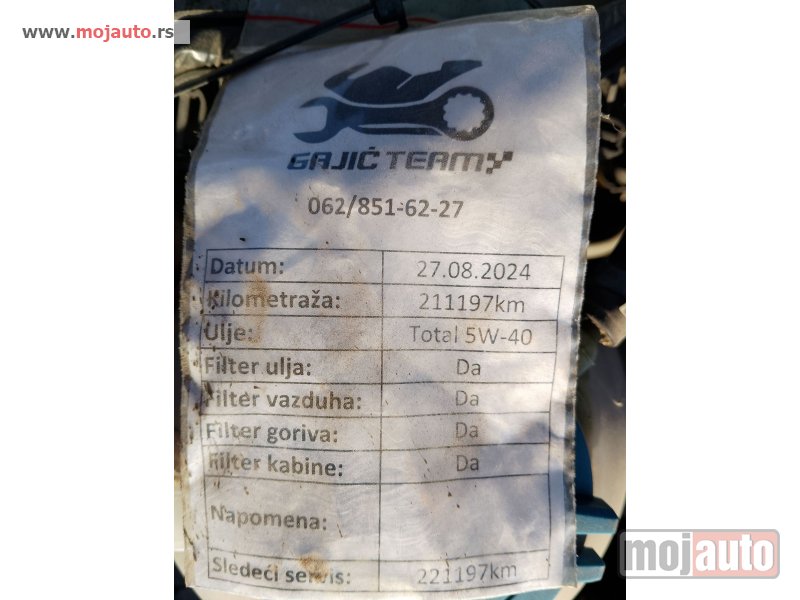 www.mojauto.rs
GAJIĆ TEAM
062/851-62-27
Datum: 27.08.2024
Kilometraža: 211197km
Ulje: Total 5W-40
Filter ulja: Da
Filter vazduha: Da
Filter goriva: Da
Filter kabine: Da
Napomena:
Sledeći servis: 221197km
mojauto